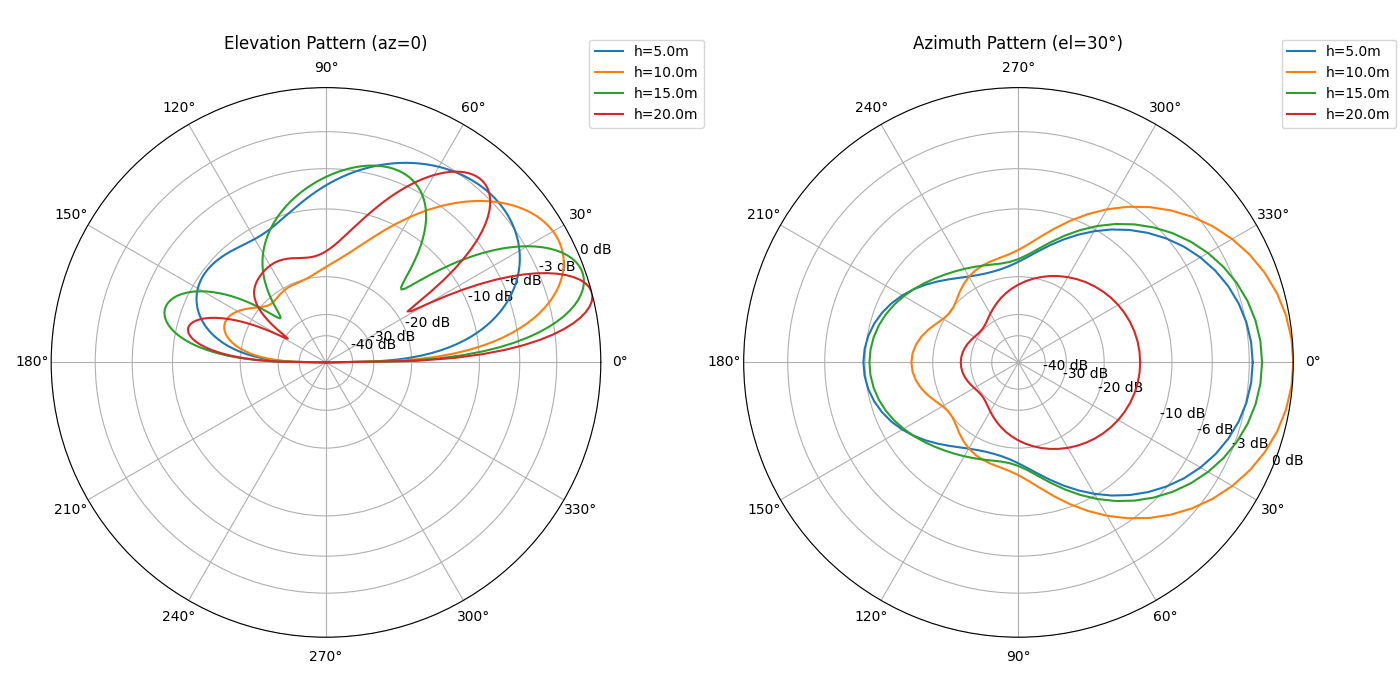 Elevation Pattern (az=0)
90°
120°
60°
150°
30°
180°
0°
210°
330°
240°
300°
270°
0 dB
-3 dB
-6 dB
-10 dB
-20 dB
-30 dB
-40 dB
h=5.0m
h=10.0m
h=15.0m
h=20.0m
Azimuth Pattern (el=30°)
270°
240°
300°
210°
330°
180°
0°
150°
30°
120°
60°
90°
-40 dB
-30 dB
-20 dB
-10 dB
-6 dB
-3 dB
0 dB
h=5.0m
h=10.0m
h=15.0m
h=20.0m